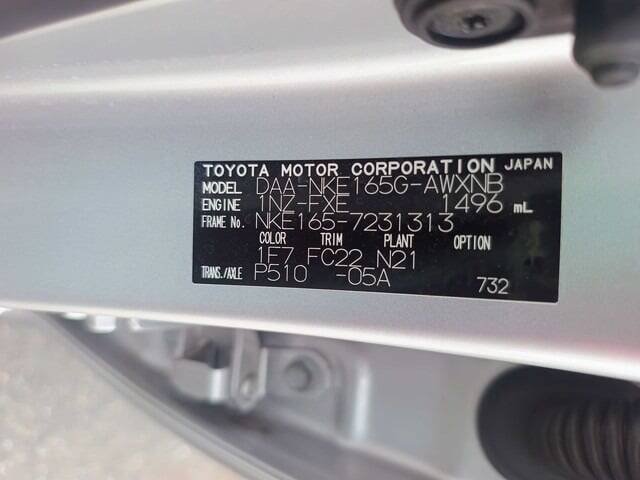 TOYOTA MOTOR CORPORATION JAPAN
MODEL DAA-NKE165G-AWXNB
ENGINE 1NZ-FXE 1496 mL
FRAME No. NKE165-7231313
COLOR TRIM PLANT OPTION
1F7 FC22 N21
TRANS./AXLE P510 -05A
732